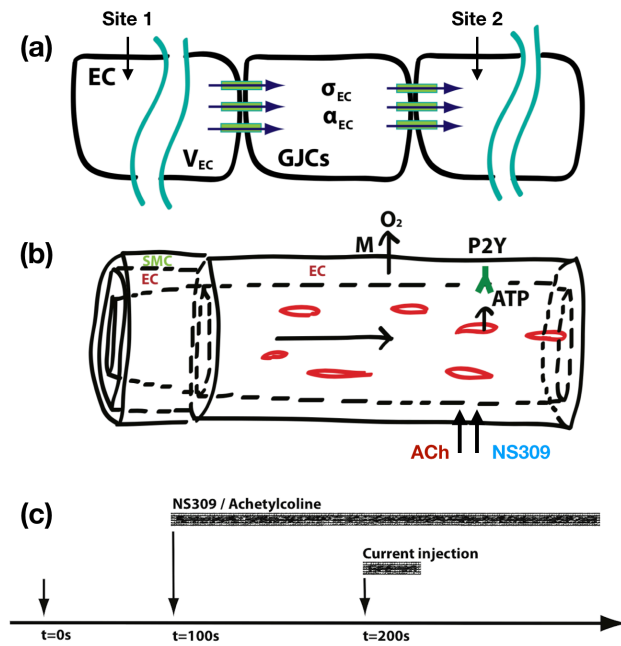 Site 1
Site 2
(a)
EC
σEC
αEC
VEC
GJCs
(b)
O₂
M
P2Y
SMC
EC
EC
ATP
ACh
NS309
(c)
NS309 / Achetylcoline
Current injection
t=0s
t=100s
t=200s